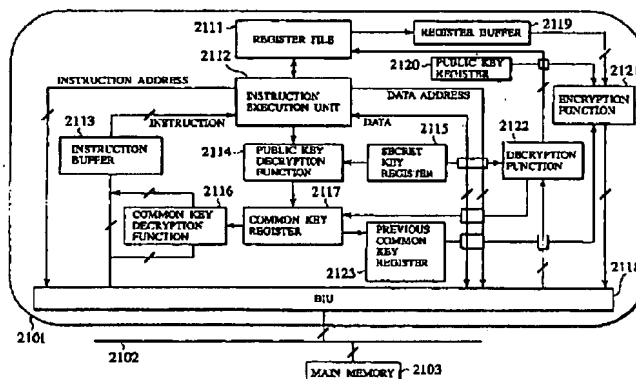 2111
REGISTER FILE
REGISTER BUFFER
2119
2112
2120
PUBLIC KEY
REGISTER
2121
INSTRUCTION ADDRESS
INSTRUCTION
EXECUTION UNIT
DATA ADDRESS
ENCRYPTION
FUNCTION
2113
INSTRUCTION
DATA
INSTRUCTION
BUFFER
2114
PUBLIC KEY
DECRYPTION
FUNCTION
2115
SECRET KEY
REGISTER
2122
DECRYPTION
FUNCTION
2116
COMMON KEY
DECRYPTION
FUNCTION
2117
COMMON KEY
REGISTER
PREVIOUS
COMMON KEY
REGISTER
2123
2118
BIU
2101
2102
MAIN MEMORY
2103